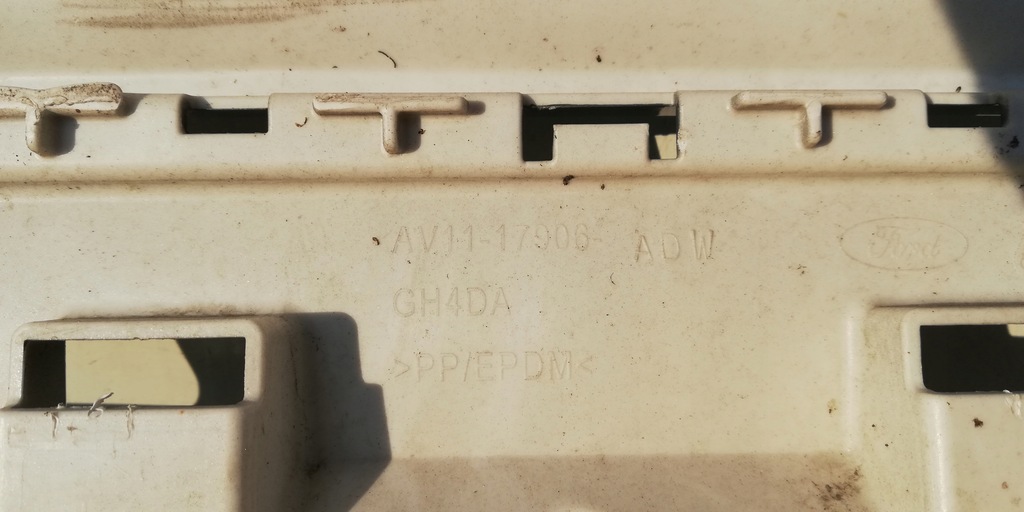 AV11-17906- ADW
Ford
GH4DA
>PP/EPDM<